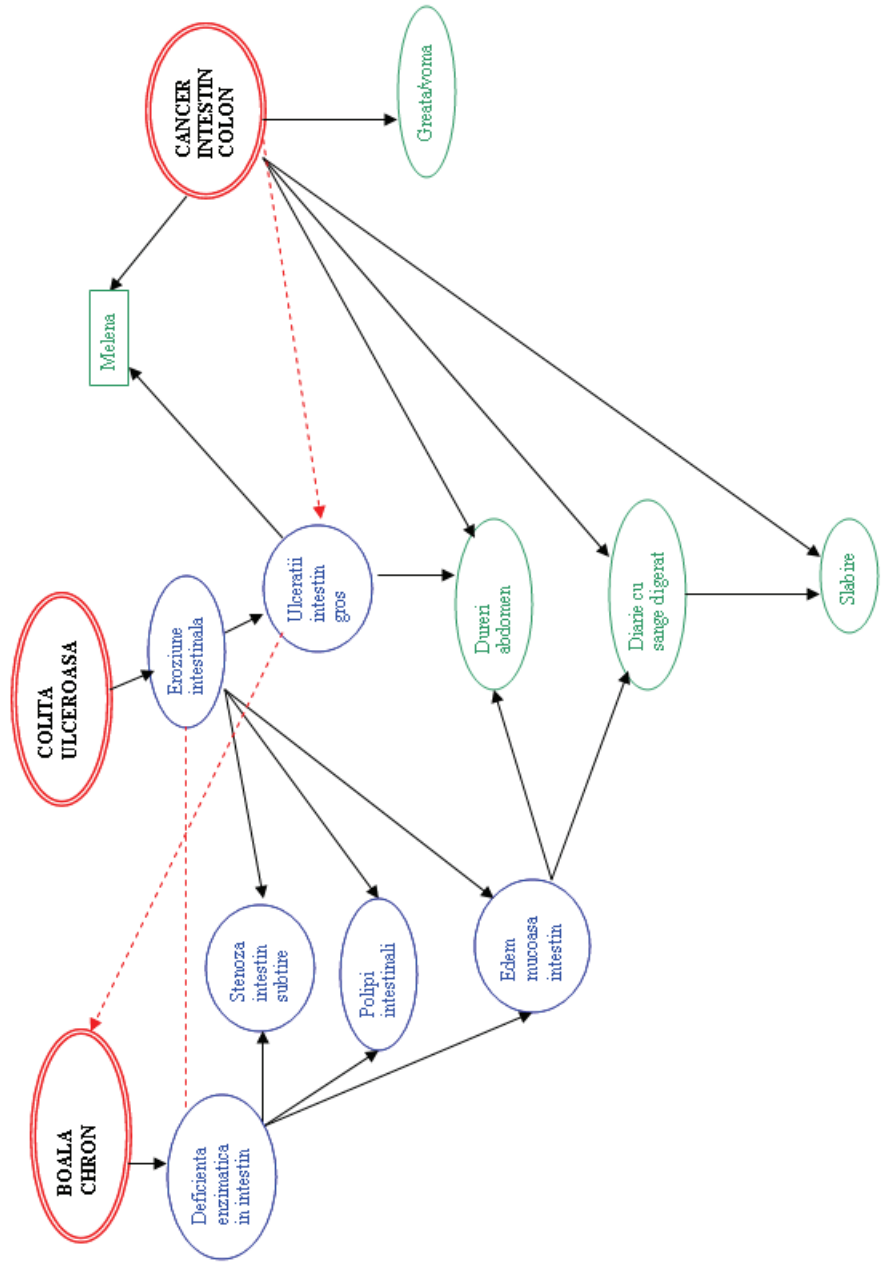 BOALA
CHRON
COLITA
ULCEROASA
CANCER
INTESTIN
COLON
Melena
Deficienta
enzimatica
in intestin
Eroziune
intestinala
Stenoza
intestin
subtire
Ulceratii
intestin
gros
Polipi
intestinali
Greata/voma
Edem
mucoasa
intestin
Dureri
abdomen
Diarie cu
sange digerat
Slabire